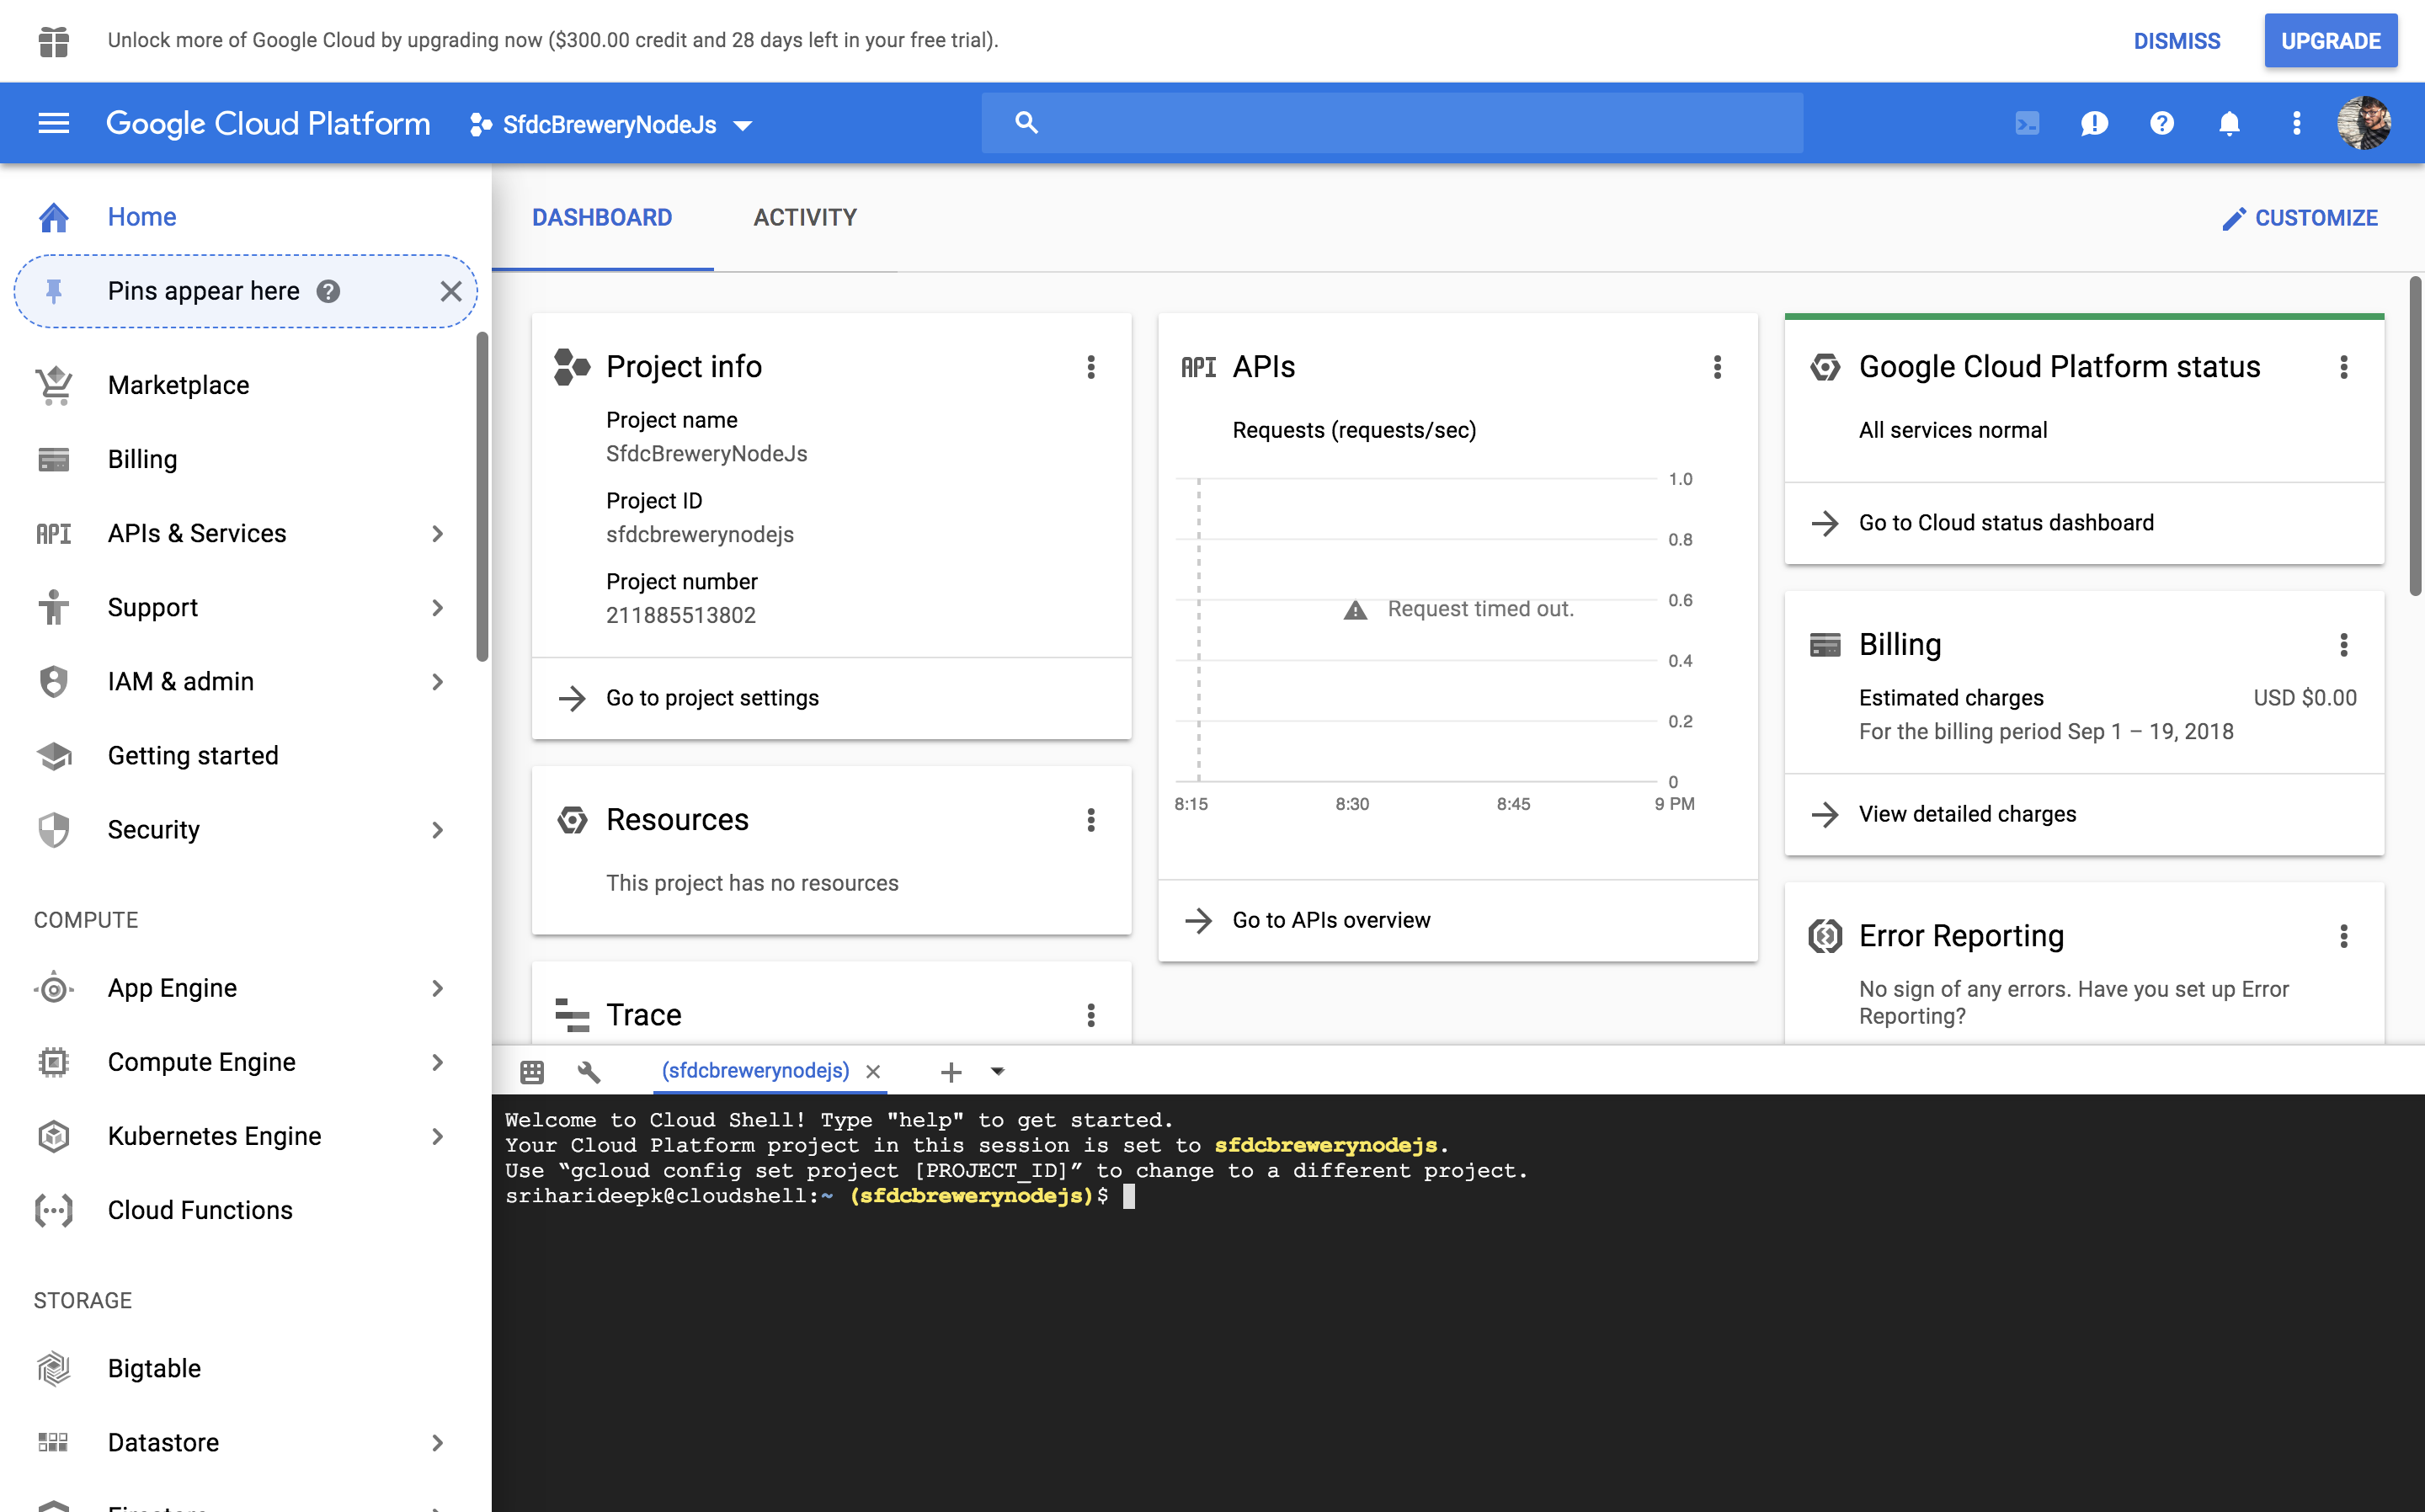 Unlock more of Google Cloud by upgrading now ($300.00 credit and 28 days left in your free trial).
DISMISS
UPGRADE
Google Cloud Platform
SfdcBreweryNodeJs
Home
Pins appear here
Marketplace
Billing
API
APIs & Services
Support
IAM & admin
Getting started
Security
COMPUTE
App Engine
Compute Engine
Kubernetes Engine
Cloud Functions
STORAGE
Bigtable
Datastore
DASHBOARD
ACTIVITY
CUSTOMIZE
Project info
Project name
SfdcBreweryNodeJs
Project ID
sfdcbrewerynodejs
Project number
211885513802
Go to project settings
Resources
This project has no resources
Trace
API APIs
Requests (requests/sec)
1.0
0.8
0.6
Request timed out.
0.4
0.2
0
8:15 8:30 8:45 9 PM
Go to APIs overview
Google Cloud Platform status
All services normal
Go to Cloud status dashboard
Billing
Estimated charges USD $0.00
For the billing period Sep 1 – 19, 2018
View detailed charges
Error Reporting
No sign of any errors. Have you set up Error
Reporting?
(sfdcbrewerynodejs)
Welcome to Cloud Shell! Type "help" to get started.
Your Cloud Platform project in this session is set to sfdcbrewerynodejs.
Use “gcloud config set project [PROJECT_ID]” to change to a different project.
sriharideepk@cloudshell:~ (sfdcbrewerynodejs)$